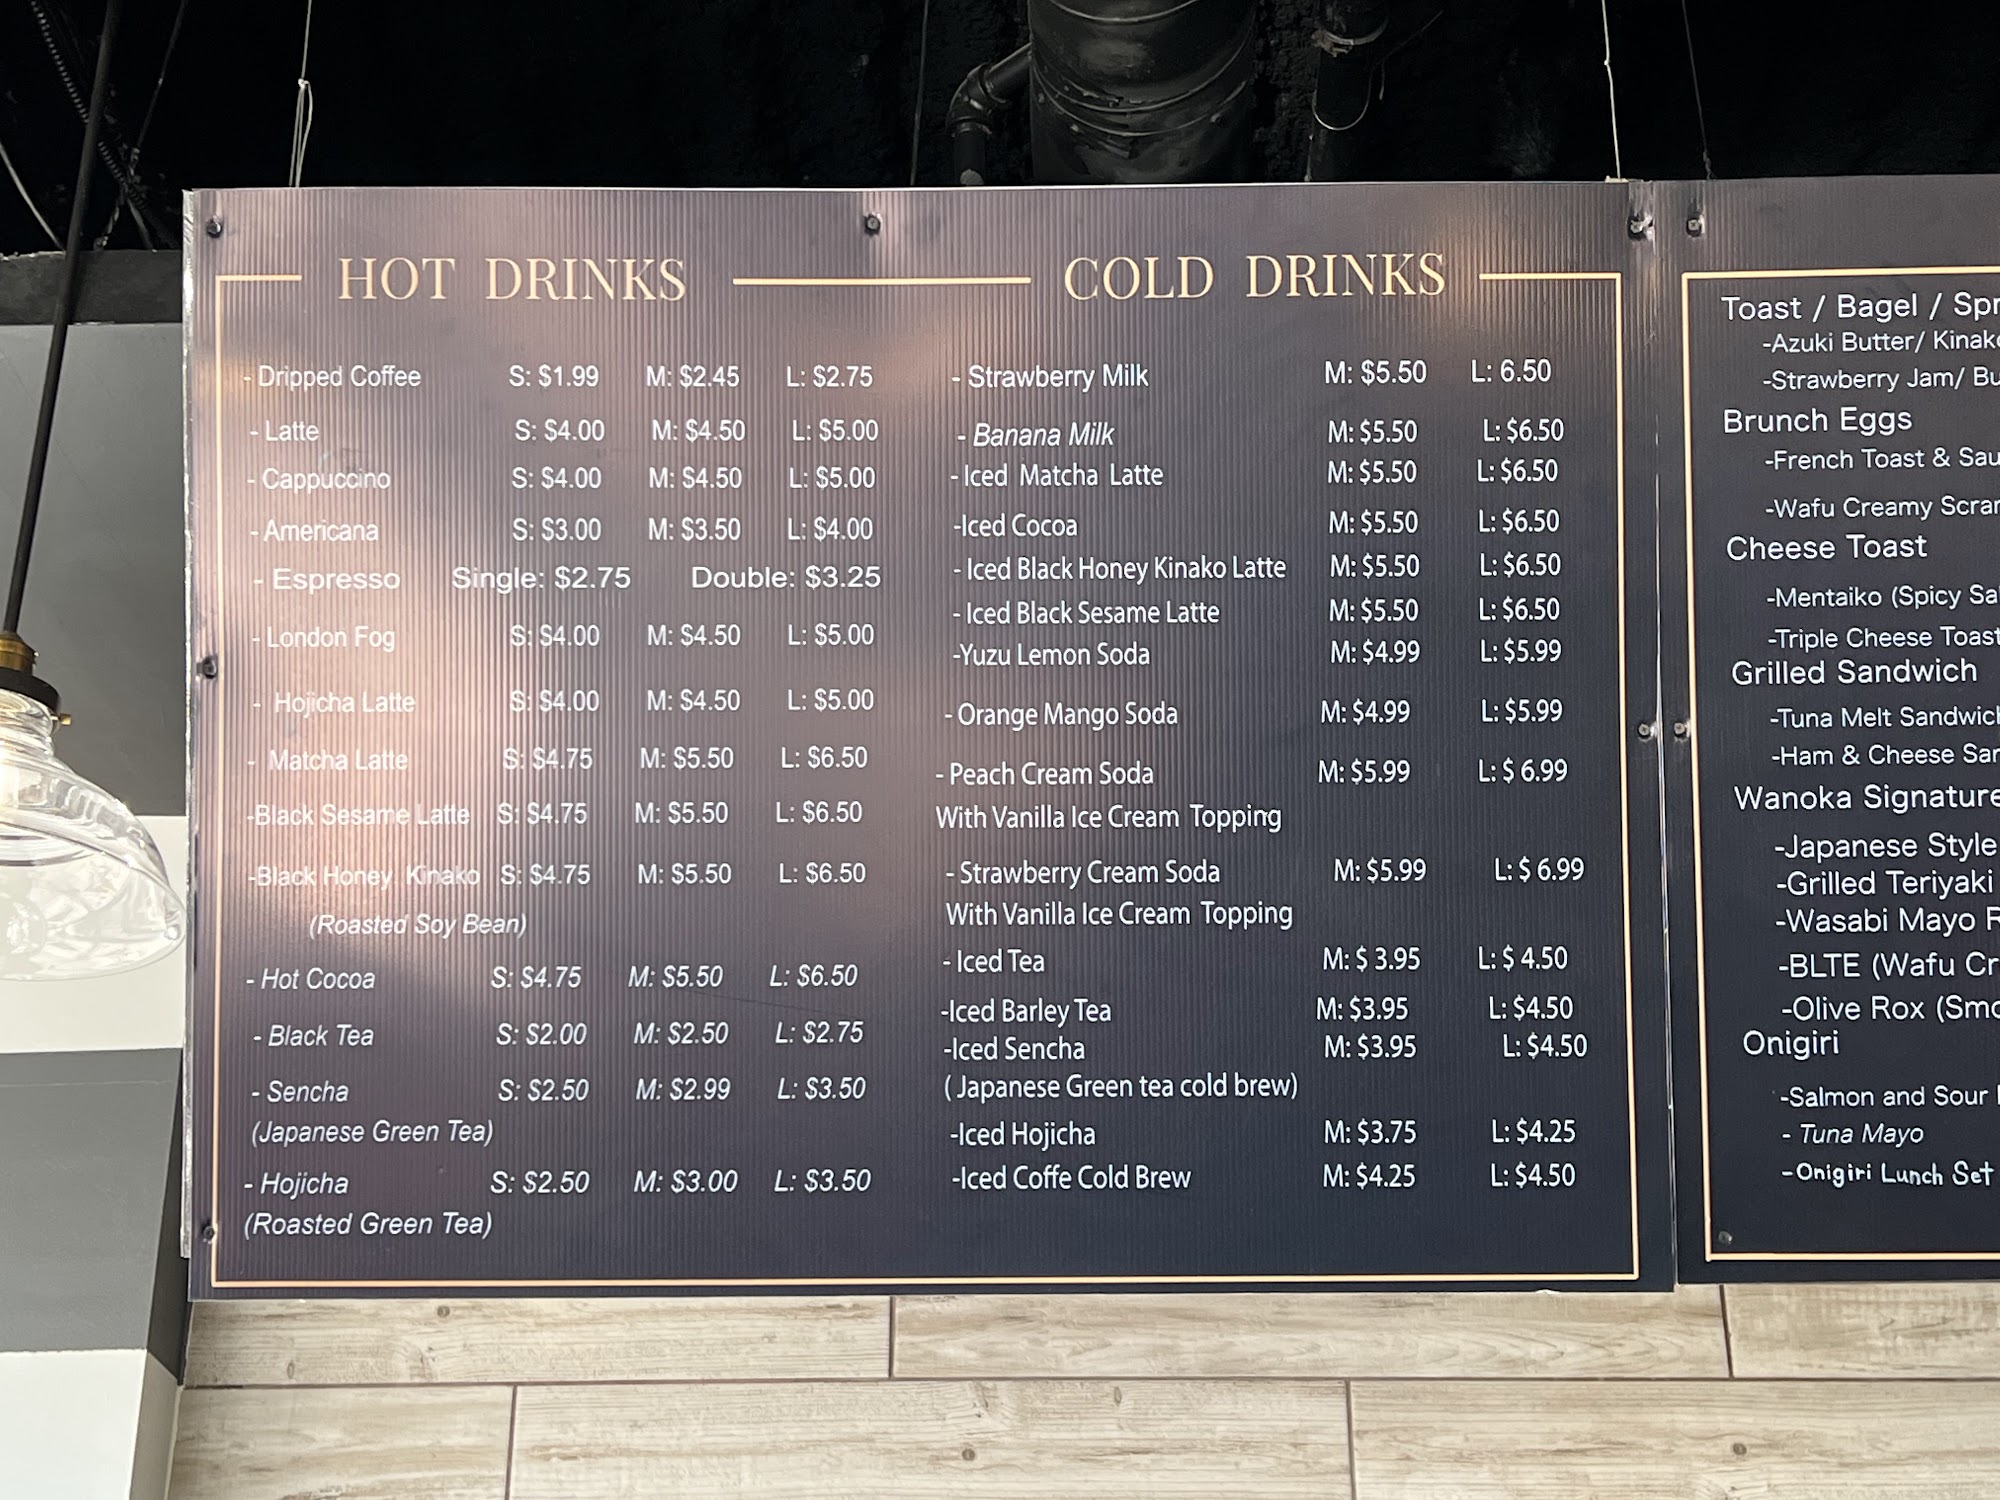 HOT DRINKS
- Dripped Coffee S: $1.99 M: $2.45 L: $2.75
- Latte S: $4.00 M: $4.50 L: $5.00
- Cappuccino S: $4.00 M: $4.50 L: $5.00
- Americana S: $3.00 M: $3.50 L: $4.00
- Espresso Single: $2.75 Double: $3.25
- London Fog S: $4.00 M: $4.50 L: $5.00
- Hojicha Latte S: $4.00 M: $4.50 L: $5.00
- Matcha Latte S: $4.75 M: $5.50 L: $6.50
-Black Sesame Latte S: $4.75 M: $5.50 L: $6.50
-Black Honey Kinako S: $4.75 M: $5.50 L: $6.50
(Roasted Soy Bean)
- Hot Cocoa S: $4.75 M: $5.50 L: $6.50
- Black Tea S: $2.00 M: $2.50 L: $2.75
- Sencha S: $2.50 M: $2.99 L: $3.50
(Japanese Green Tea)
- Hojicha S: $2.50 M: $3.00 L: $3.50
(Roasted Green Tea)
COLD DRINKS
- Strawberry Milk M: $5.50 L: 6.50
- Banana Milk M: $5.50 L: $6.50
- Iced Matcha Latte M: $5.50 L: $6.50
-Iced Cocoa M: $5.50 L: $6.50
- Iced Black Honey Kinako Latte M: $5.50 L: $6.50
- Iced Black Sesame Latte M: $5.50 L: $6.50
-Yuzu Lemon Soda M: $4.99 L: $5.99
- Orange Mango Soda M: $4.99 L: $5.99
- Peach Cream Soda M: $5.99 L: $ 6.99
With Vanilla Ice Cream Topping
- Strawberry Cream Soda M: $5.99 L: $ 6.99
With Vanilla Ice Cream Topping
- Iced Tea M: $ 3.95 L: $ 4.50
-Iced Barley Tea M: $3.95 L: $4.50
-Iced Sencha M: $3.95 L: $4.50
( Japanese Green tea cold brew)
-Iced Hojicha M: $3.75 L: $4.25
-Iced Coffe Cold Brew M: $4.25 L: $4.50
Toast / Bagel /
-Azuki Butter/
-Strawberry Jam/
Brunch Eggs
-French Toast &
-Wafu Creamy
Cheese Toast
-Mentaiko (Spicy
-Triple Cheese Toast
Grilled Sandwich
-Tuna Melt
-Ham & Cheese
Wanoka Signature
-Japanese Style
-Grilled Teriyaki
-Wasabi Mayo
-BLTE (Wafu
-Olive Rox
Onigiri
-Salmon and Sour
- Tuna Mayo
-Onigiri Lunch Set